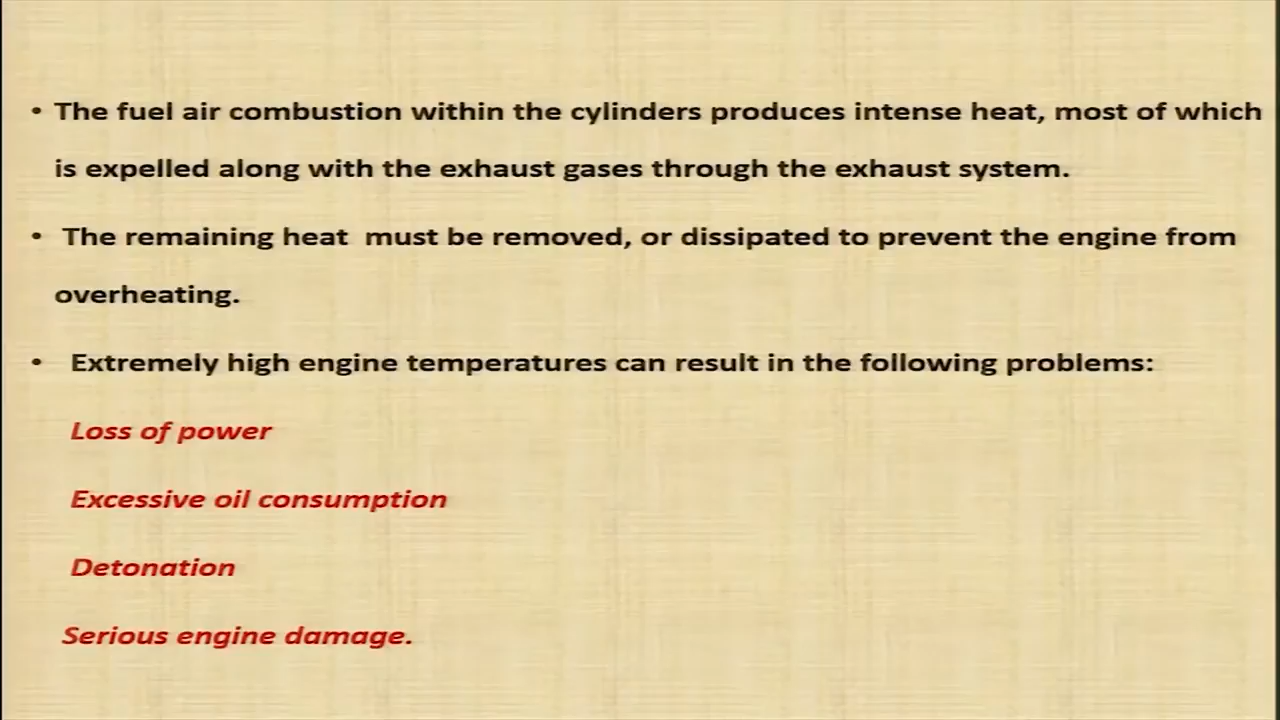 • The fuel air combustion within the cylinders produces intense heat, most of which
is expelled along with the exhaust gases through the exhaust system.
• The remaining heat must be removed, or dissipated to prevent the engine from
overheating.
• Extremely high engine temperatures can result in the following problems:
Loss of power
Excessive oil consumption
Detonation
Serious engine damage.